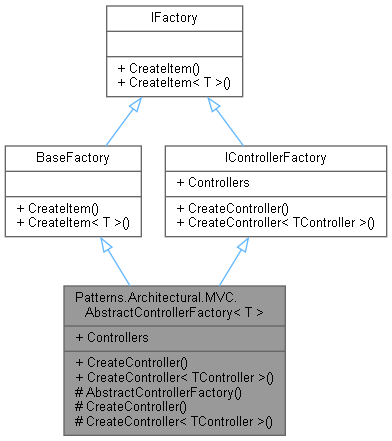 IFactory
+ CreateItem()
+ CreateItem< T >()
BaseFactory
+ CreateItem()
+ CreateItem< T >()
IControllerFactory
+ Controllers
+ CreateController()
+ CreateController< TController >()
Patterns.Architectural.MVC.
AbstractControllerFactory< T >
+ Controllers
+ CreateController()
+ CreateController< TController >()
# AbstractControllerFactory()
# CreateController()
# CreateController< TController >()